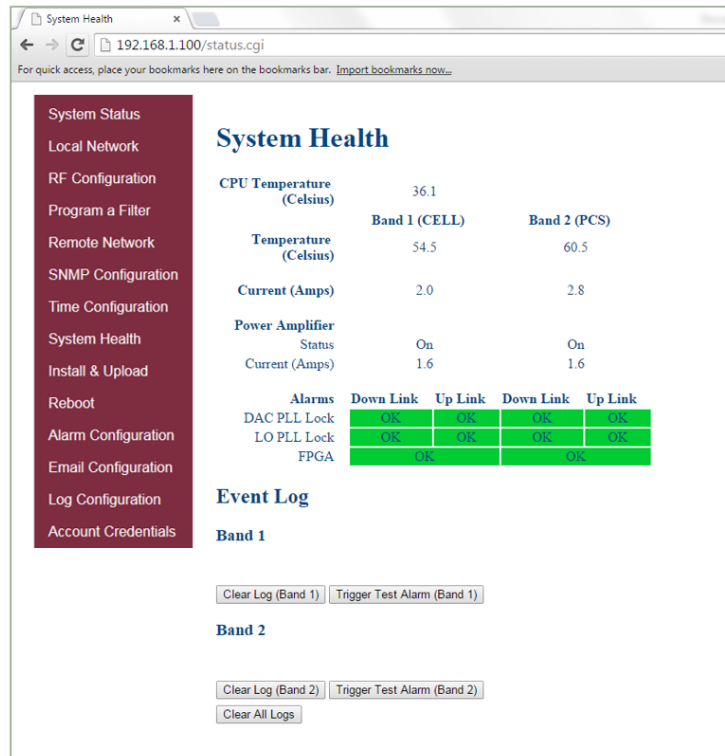 System Health
192.168.1.100/status.cgi
For quick access, place your bookmarks here on the bookmarks bar. Import bookmarks now...
System Status
Local Network
RF Configuration
Program a Filter
Remote Network
SNMP Configuration
Time Configuration
System Health
Install & Upload
Reboot
Alarm Configuration
Email Configuration
Log Configuration
Account Credentials
System Health
CPU Temperature
(Celsius) 36.1
Band 1 (CELL) Band 2 (PCS)
Temperature
(Celsius) 54.5 60.5
Current (Amps) 2.0 2.8
Power Amplifier
Status On On
Current (Amps) 1.6 1.6
Alarms Down Link Up Link Down Link Up Link
DAC PLL Lock OK OK OK OK
LO PLL Lock OK OK OK OK
FPGA OK OK
Event Log
Band 1
Clear Log (Band 1) Trigger Test Alarm (Band 1)
Band 2
Clear Log (Band 2) Trigger Test Alarm (Band 2)
Clear All Logs